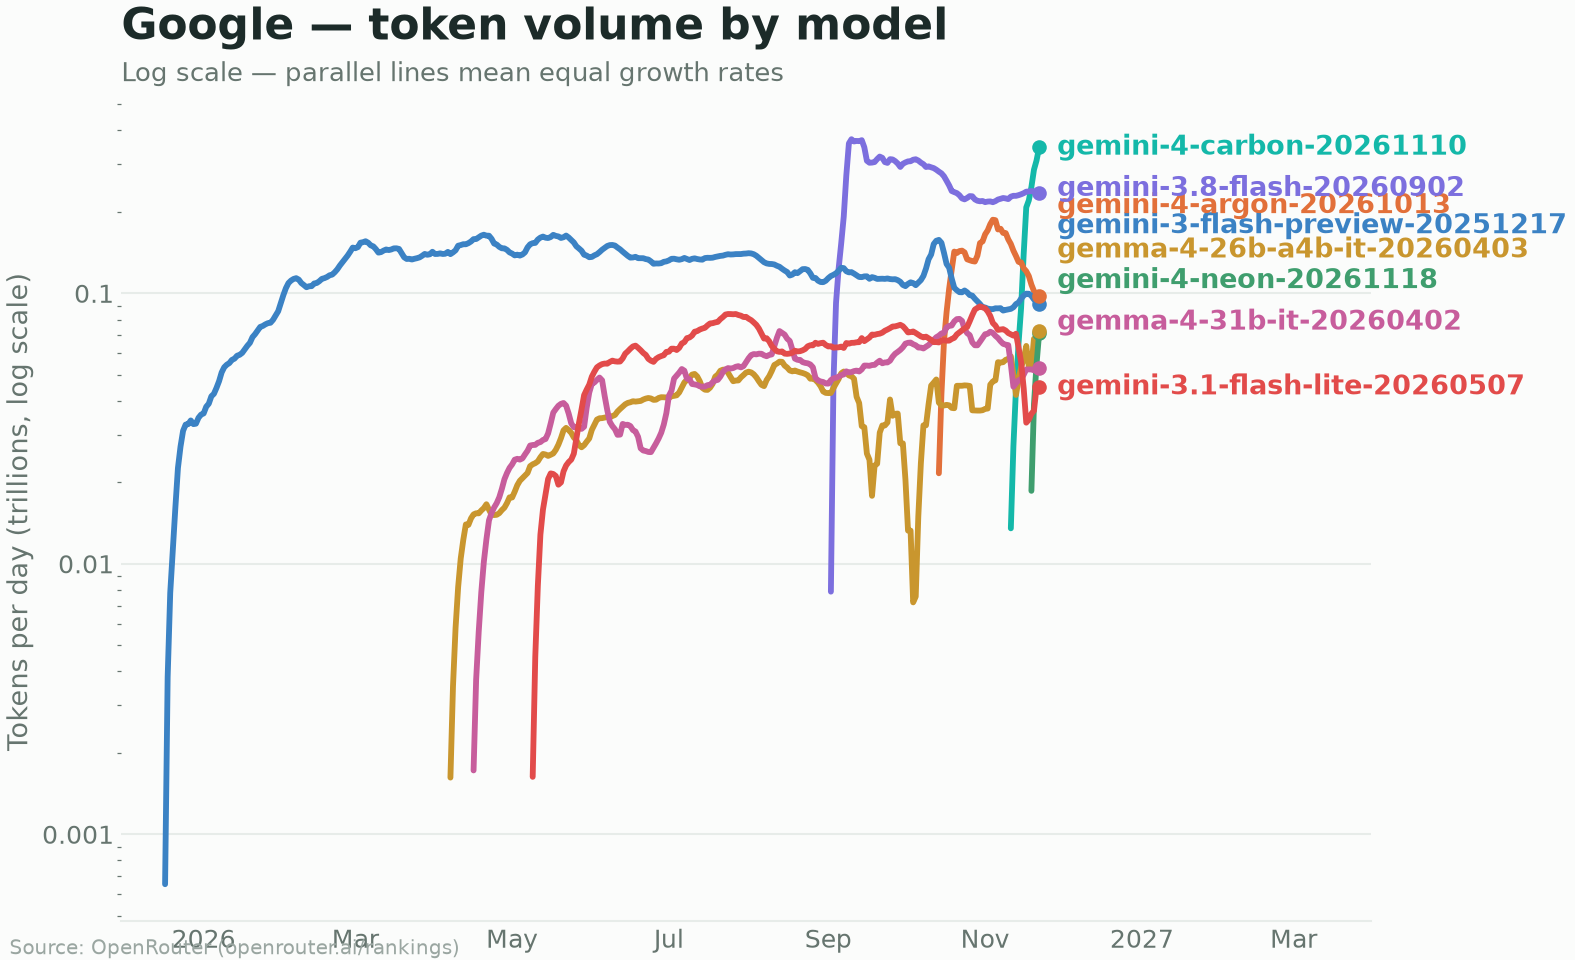 Google — token volume by model
Log scale — parallel lines mean equal growth rates
Tokens per day (trillions, log scale)
0.1
0.01
0.001
gemini-4-carbon-20261110
gemini-3.8-flash-20260902
gemini-4-argon-20261013
gemini-3-flash-preview-20251217
gemma-4-26b-a4b-it-20260403
gemini-4-neon-20261118
gemma-4-31b-it-20260402
gemini-3.1-flash-lite-20260507
2026 Mar May Jul Sep Nov 2027 Mar
Source: OpenRouter (openrouter.ai/rankings)